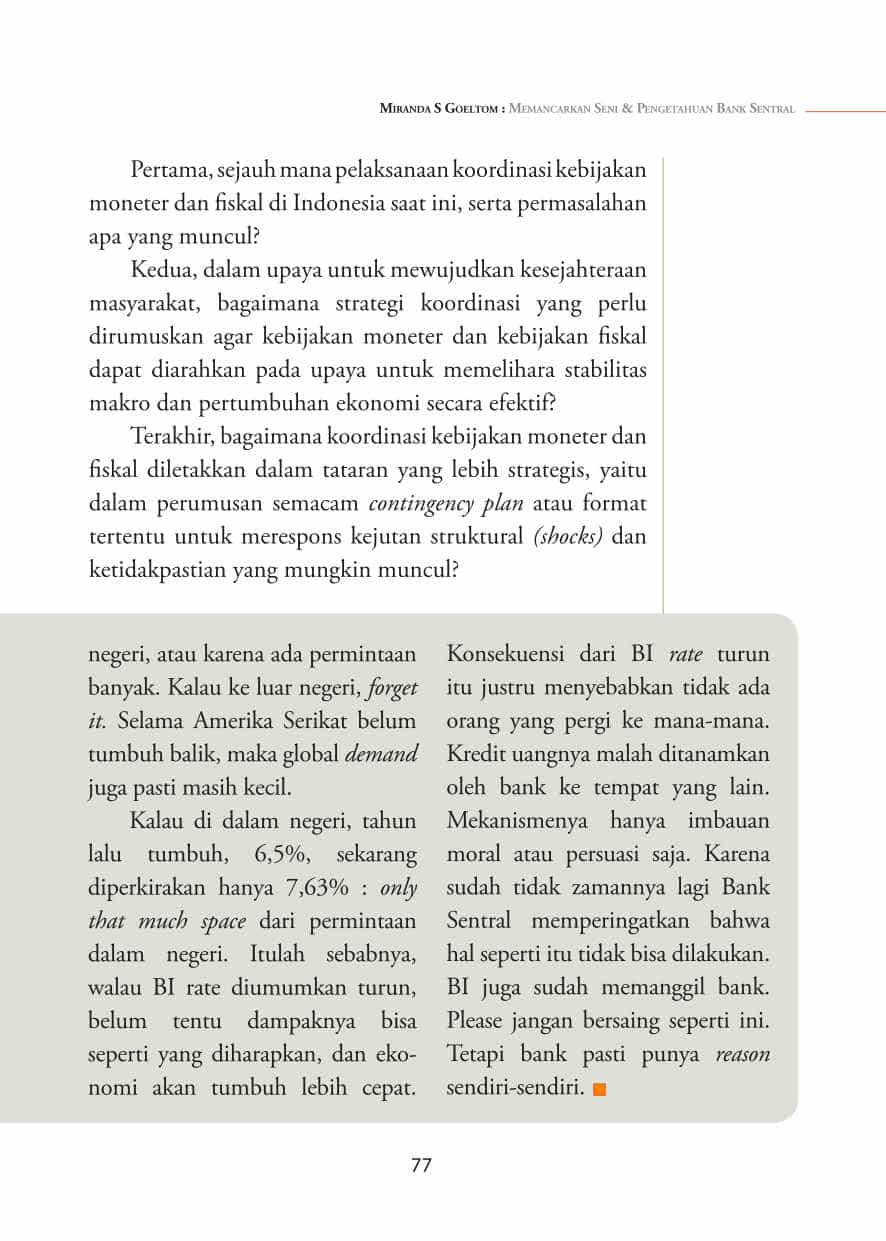 MIRANDA S GOELTOM : MEMANCARKAN SENI & PENGETAHUAN BANK SENTRAL
Pertama, sejauh mana pelaksanaan koordinasi kebijakan
moneter dan fiskal di Indonesia saat ini, serta permasalahan
apa yang muncul?
Kedua, dalam upaya untuk mewujudkan kesejahteraan
masyarakat, bagaimana strategi koordinasi yang perlu
dirumuskan agar kebijakan moneter dan kebijakan fiskal
dapat diarahkan pada upaya untuk memelihara stabilitas
makro dan pertumbuhan ekonomi secara efektif?
Terakhir, bagaimana koordinasi kebijakan moneter dan
fiskal diletakkan dalam tataran yang lebih strategis, yaitu
dalam perumusan semacam contingency plan atau format
tertentu untuk merespons kejutan struktural (shocks) dan
ketidakpastian yang mungkin muncul?
negeri, atau karena ada permintaan
banyak. Kalau ke luar negeri, forget
it. Selama Amerika Serikat belum
tumbuh balik, maka global demand
juga pasti masih kecil.
Kalau di dalam negeri, tahun
lalu tumbuh, 6,5%, sekarang
diperkirakan hanya 7,63% : only
that much space dari permintaan
dalam negeri. Itulah sebabnya,
walau BI rate diumumkan turun,
belum tentu dampaknya bisa
seperti yang diharapkan, dan eko-
nomi akan tumbuh lebih cepat.
Konsekuensi dari BI rate turun
itu justru menyebabkan tidak ada
orang yang pergi ke mana-mana.
Kredit uangnya malah ditanamkan
oleh bank ke tempat yang lain.
Mekanismenya hanya imbauan
moral atau persuasi saja. Karena
sudah tidak zamannya lagi Bank
Sentral memperingatkan bahwa
hal seperti itu tidak bisa dilakukan.
BI juga sudah memanggil bank.
Please jangan bersaing seperti ini.
Tetapi bank pasti punya reason
sendiri-sendiri.
77